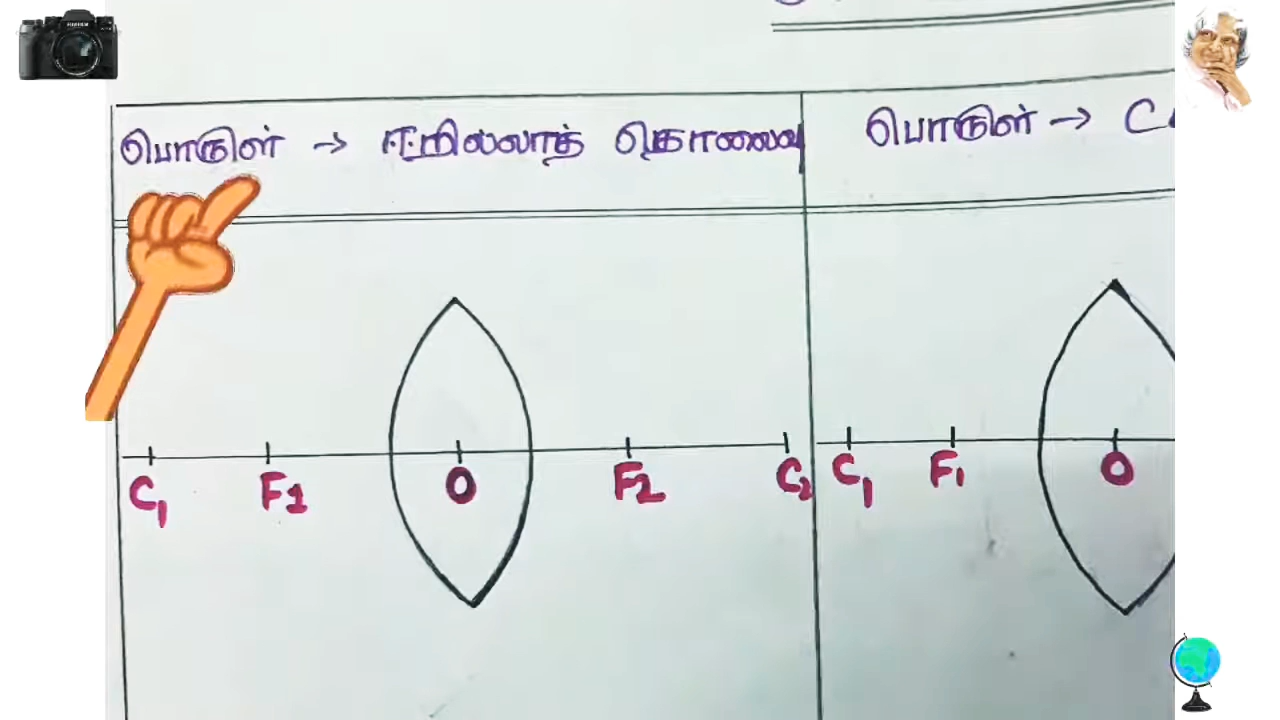 பொருள் → ஈறில்லாத் தொலைவு
பொருள் → C
C₁ F1 O F2 C₂
C₁ F₁ O